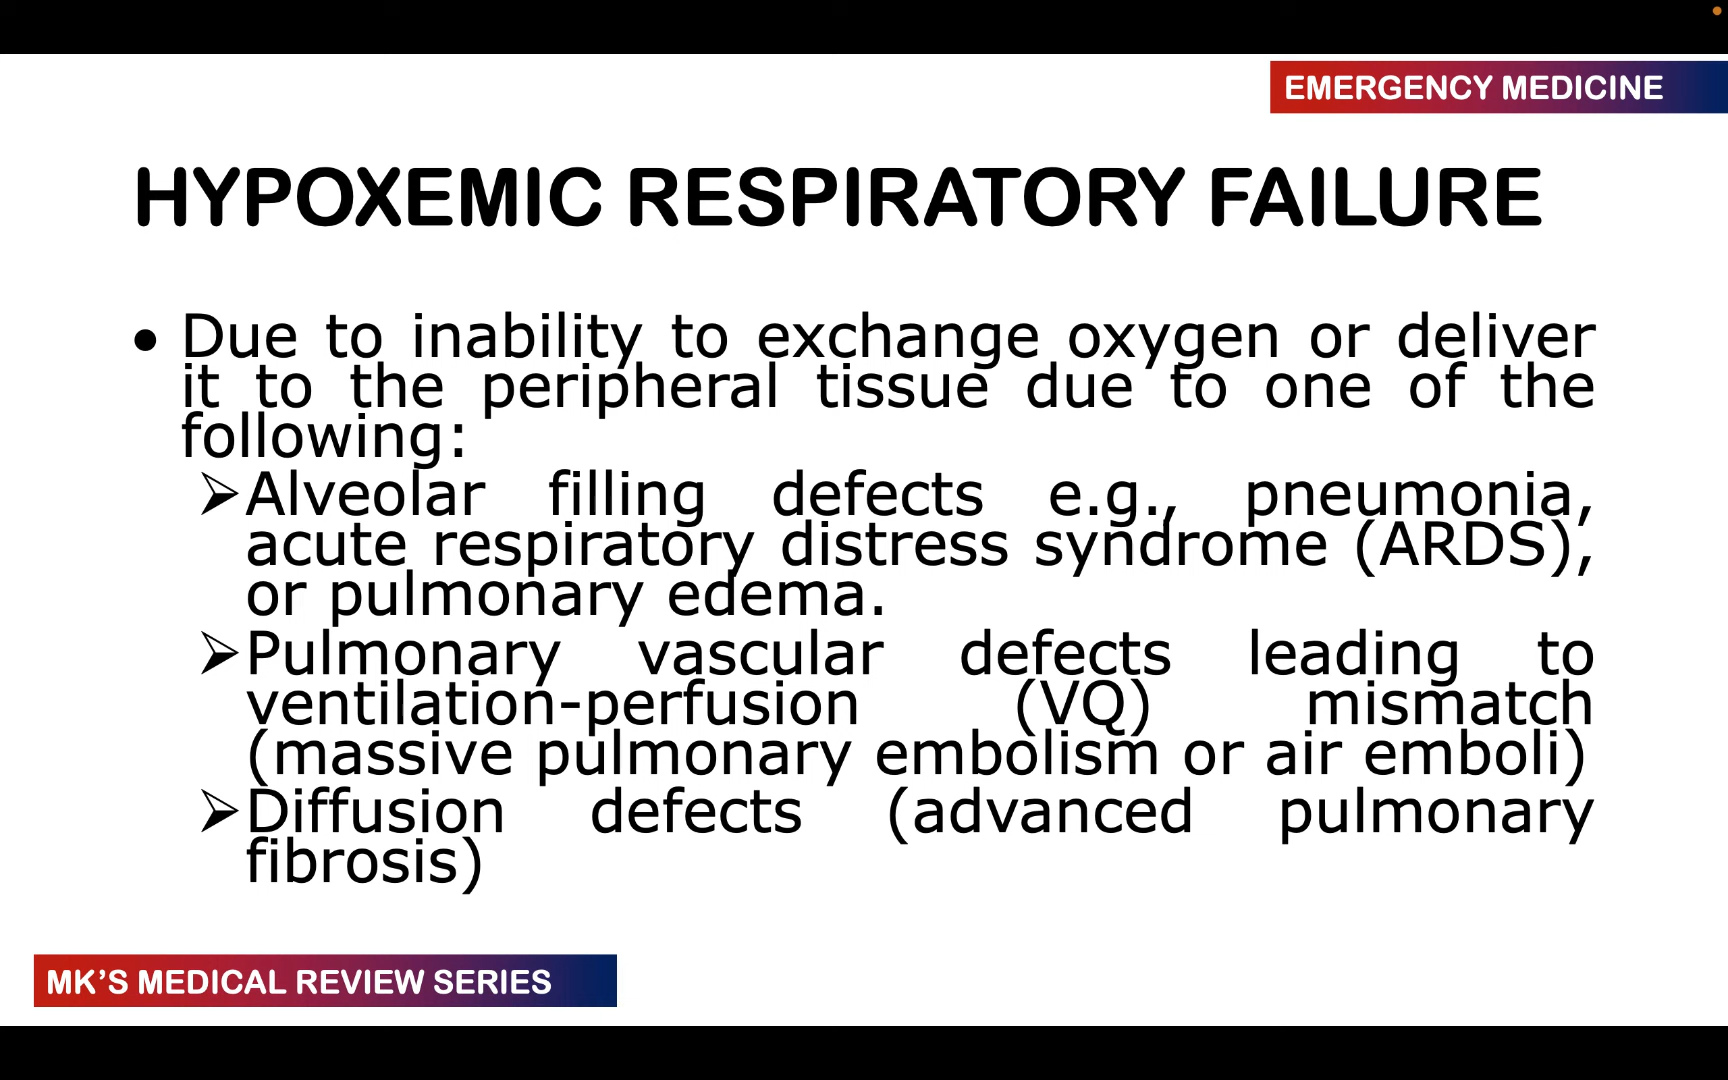 EMERGENCY MEDICINE
HYPOXEMIC RESPIRATORY FAILURE
• Due to inability to exchange oxygen or deliver
it to the peripheral tissue due to one of the
following:
➢Alveolar filling defects e.g., pneumonia,
acute respiratory distress syndrome (ARDS),
or pulmonary edema.
➢Pulmonary vascular defects leading to
ventilation-perfusion (VQ) mismatch
(massive pulmonary embolism or air emboli)
➢Diffusion defects (advanced pulmonary
fibrosis)
MK’S MEDICAL REVIEW SERIES